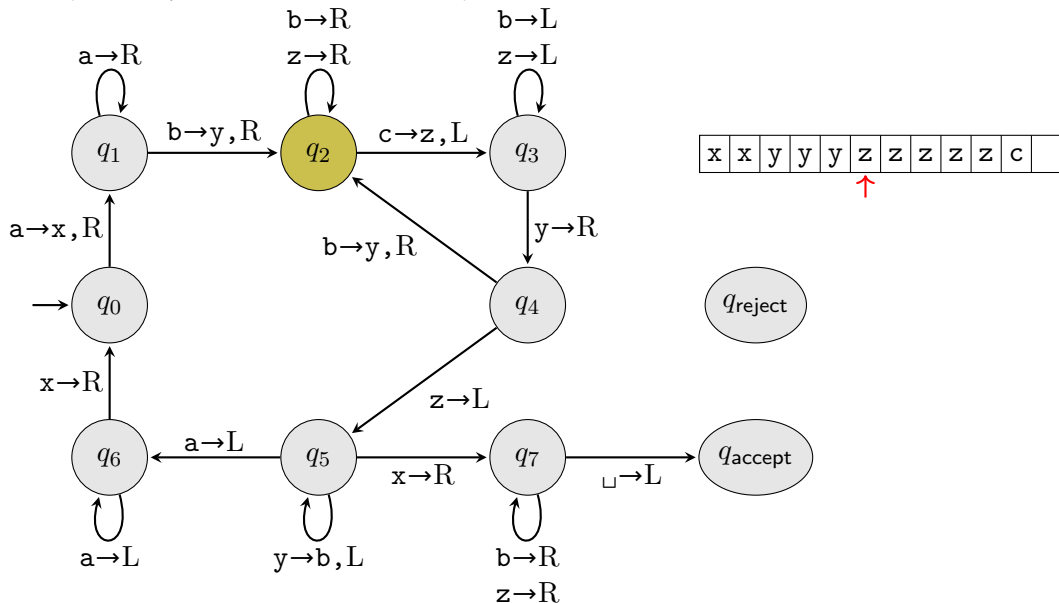 b→R
b→L
a→R
z→R
z→L
q1
b→y,R
q2
c→z,L
q3
x x y y y z z z z z c
↑
a→x,R
b→y,R
y→R
q0
q4
qreject
x→R
z→L
q6
a→L
q5
x→R
q7
␣→L
qaccept
a→L
y→b,L
b→R
z→R